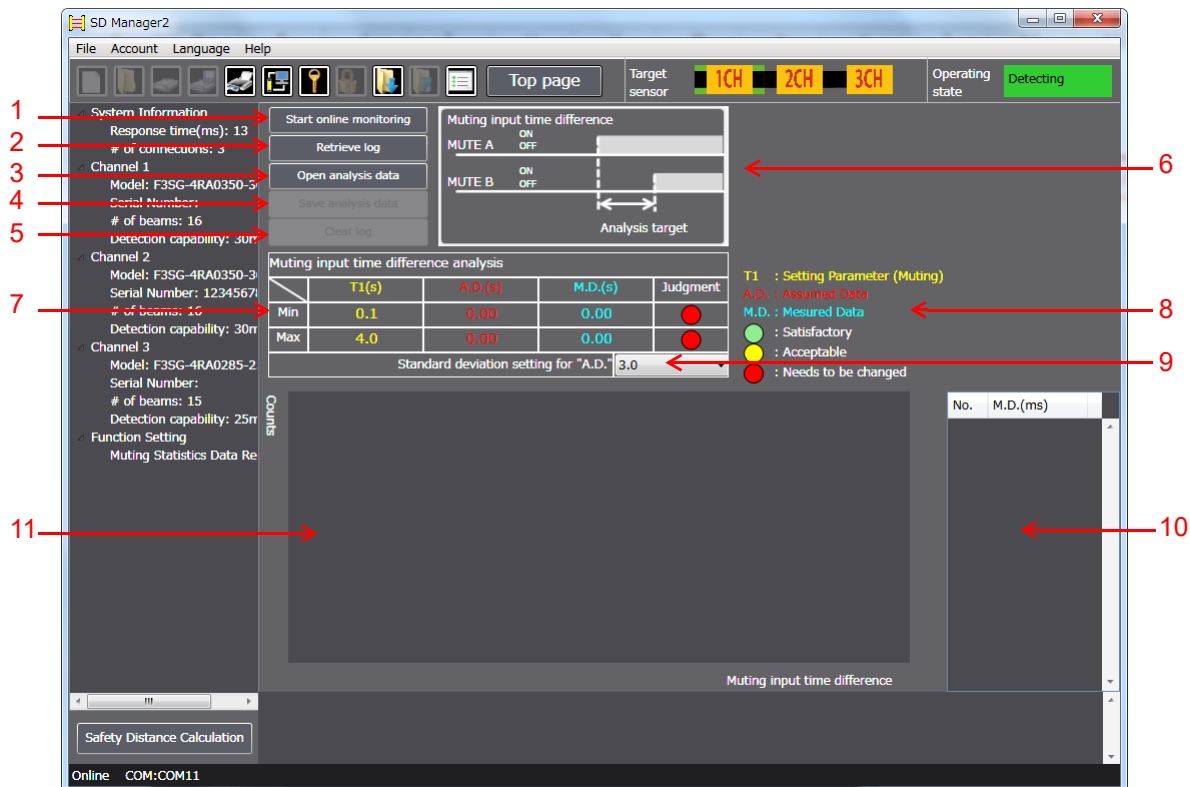 SD Manager2
File Account Language Help
Top page
Target sensor
1CH 2CH 3CH
Operating state
Detecting
1
2
3
4
5
System Information
Response time(ms): 13
# of connections: 3
Channel 1
Model: F3SG-4RA0350-3
Serial Number:
# of beams: 16
Detection capability: 30m
Channel 2
Model: F3SG-4RA0350-3
Serial Number: 12345678
# of beams: 16
Detection capability: 30m
Channel 3
Model: F3SG-4RA0285-2
Serial Number:
# of beams: 15
Detection capability: 25m
Function Setting
Muting Statistics Data Re
Start online monitoring
Retrieve log
Open analysis data
Save analysis data
Clear log
Muting input time difference
MUTE A ON OFF
MUTE B ON OFF
Analysis target
6
7
Muting input time difference analysis
T1(s) A.D.(s) M.D.(s) Judgment
Min 0.1 0.00 0.00
Max 4.0 0.00 0.00
Standard deviation setting for "A.D." 3.0
T1 : Setting Parameter (Muting)
A.D. : Assumed Data
M.D. : Mesured Data
: Satisfactory
: Acceptable
: Needs to be changed
8
9
Counts
Muting input time difference
No. M.D.(ms)
10
11
Safety Distance Calculation
Online COM:COM11